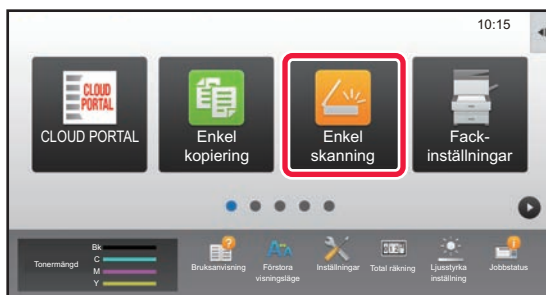 10:15
CLOUD
PORTAL
CLOUD PORTAL
Enkel
kopiering
Enkel
skanning
Fack-
inställningar
Tonermängd
Bk
C
M
Y
Bruksanvisning
Förstora
visningsläge
Inställningar
Total räkning
Ljusstyrka
inställning
Jobbstatus